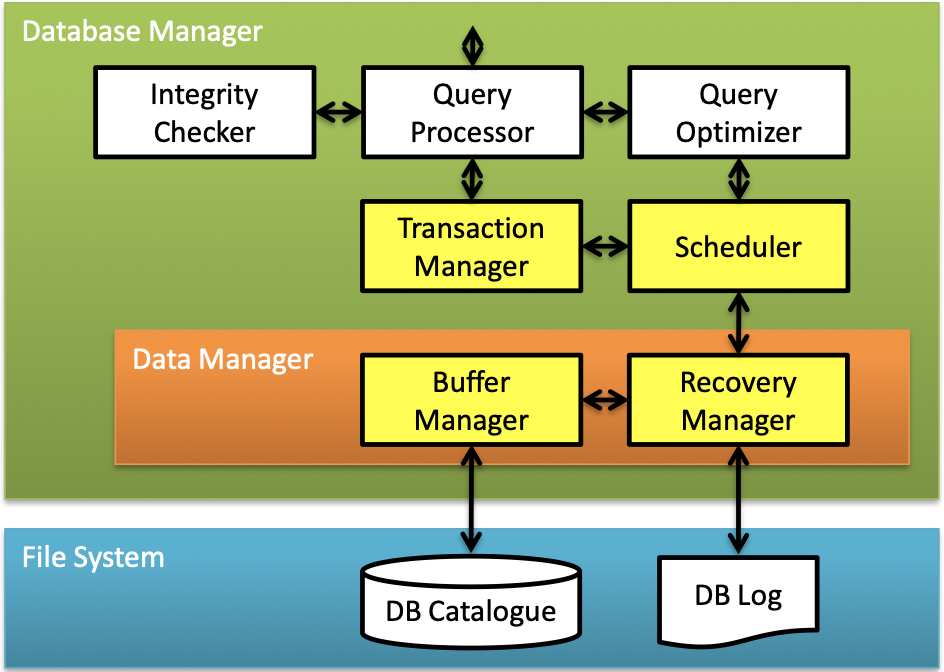 Database Manager
Integrity
Checker
Query
Processor
Query
Optimizer
Transaction
Manager
Scheduler
Data Manager
Buffer
Manager
Recovery
Manager
File System
DB Catalogue
DB Log